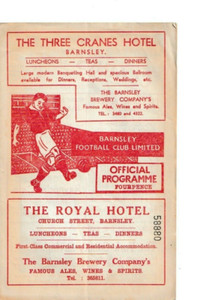 THE THREE CRANES HOTEL
BARNSLEY.
LUNCHEONS — TEAS — DINNERS
Large modern Banqueting Hall and spacious Ballroom
available for Dinners, Receptions, Weddings, etc.
THE BARNSLEY
BREWERY COMPANY'S
Famous Ales, Wines and Spirits.
BARNSLEY
FOOTBALL CLUB LIMITED
OFFICIAL
PROGRAMME
FOURPENCE
THE ROYAL HOTEL
CHURCH STREET, BARNSLEY.
LUNCHEONS — TEAS — DINNERS
First-Class Commercial and Residential Accommodation.
The Barnsley Brewery Company's
FAMOUS ALES, WINES & SPIRITS.
58880